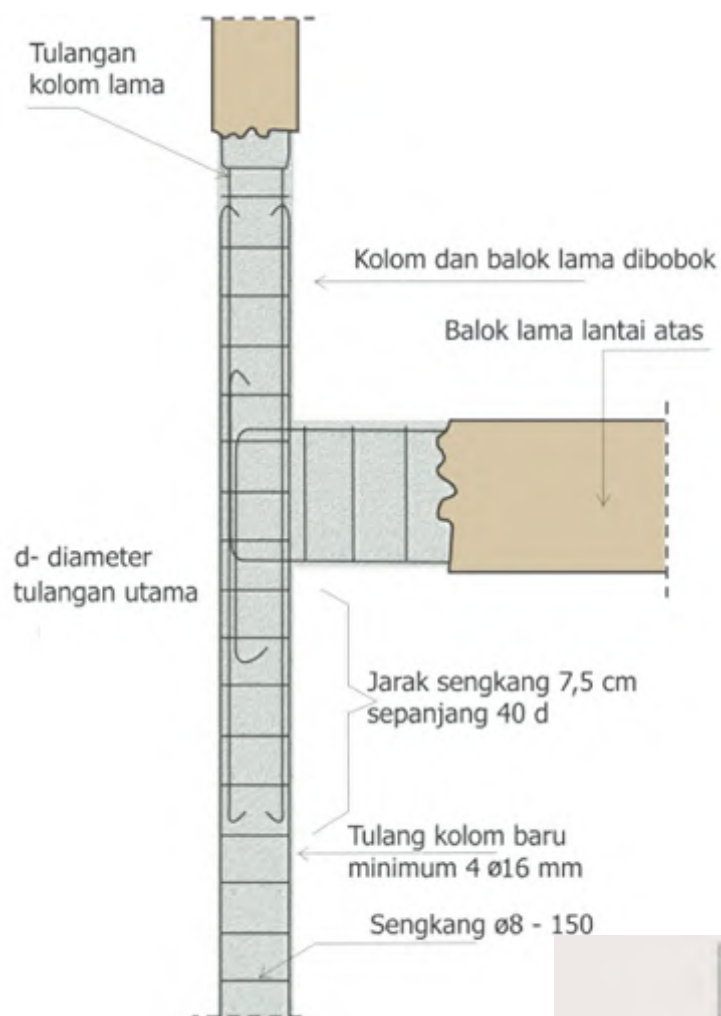 Tulangan
kolom lama
Kolom dan balok lama dibobok
Balok lama lantai atas
d- diameter
tulangan utama
Jarak sengkang 7,5 cm
sepanjang 40 d
Tulang kolom baru
minimum 4 ø16 mm
Sengkang ø8 - 150